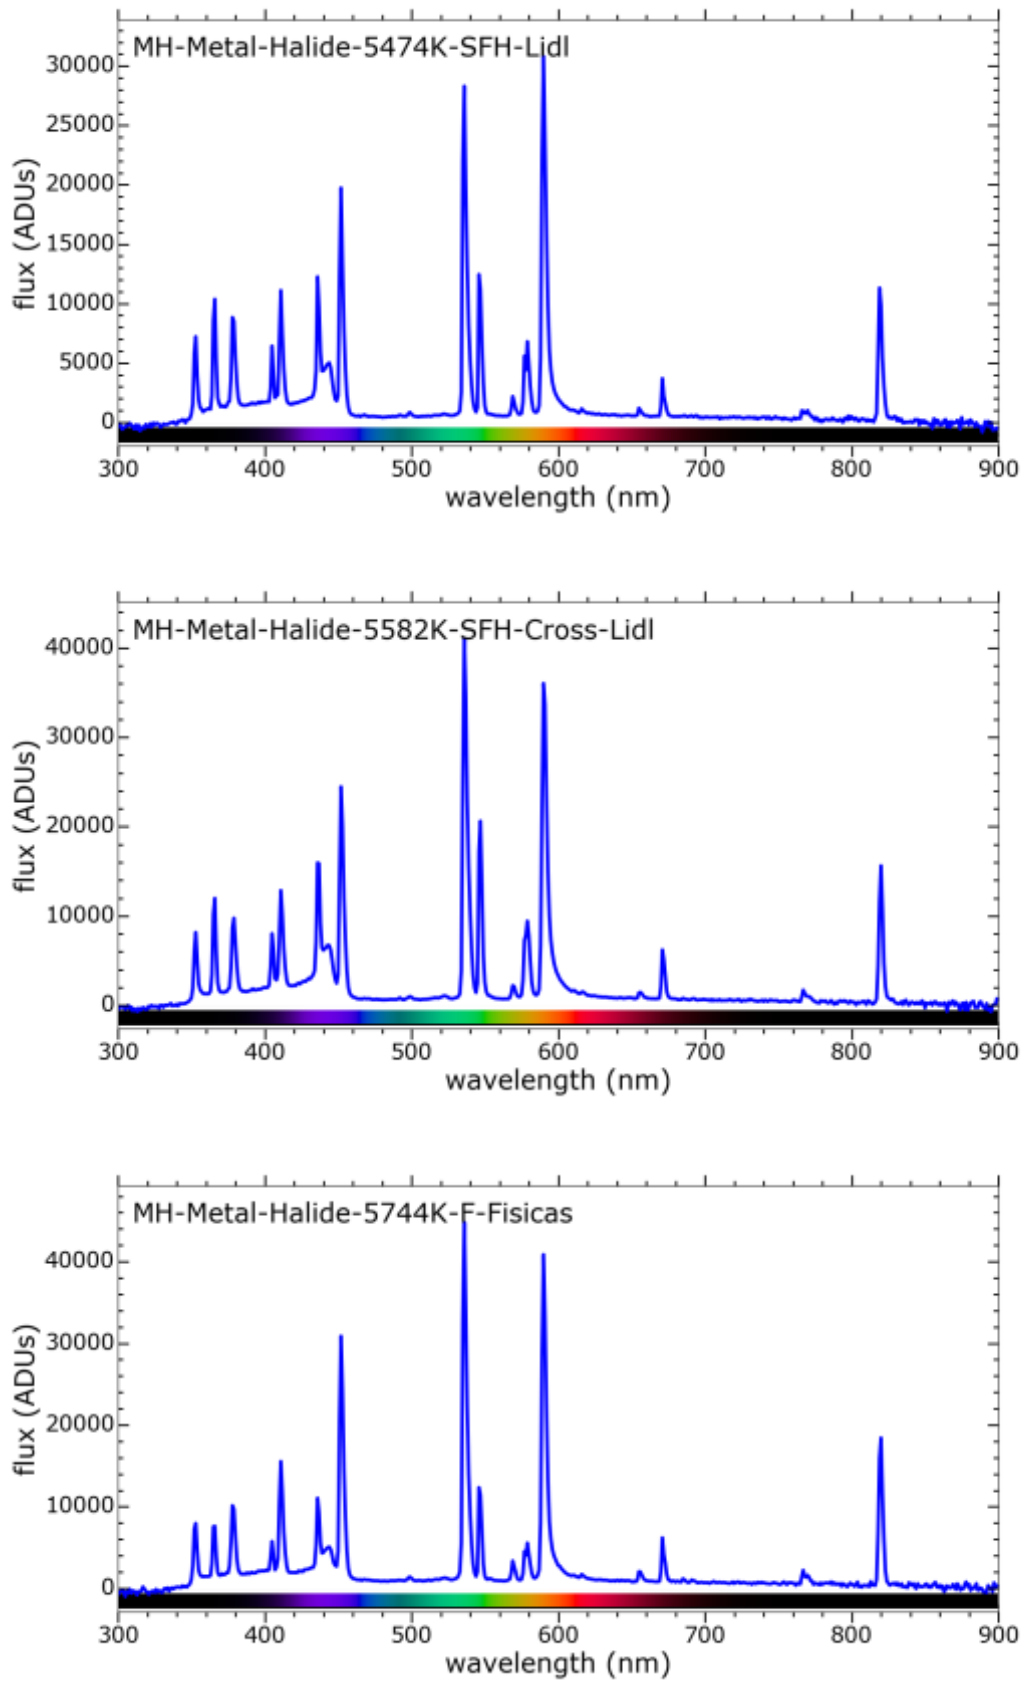 MH-Metal-Halide-5474K-SFH-Lidl
30000
25000
20000
15000
10000
5000
0
flux (ADUs)
300 400 500 600 700 800 900
wavelength (nm)
MH-Metal-Halide-5582K-SFH-Cross-Lidl
40000
30000
20000
10000
0
flux (ADUs)
300 400 500 600 700 800 900
wavelength (nm)
MH-Metal-Halide-5744K-F-Fisicas
40000
30000
20000
10000
0
flux (ADUs)
300 400 500 600 700 800 900
wavelength (nm)